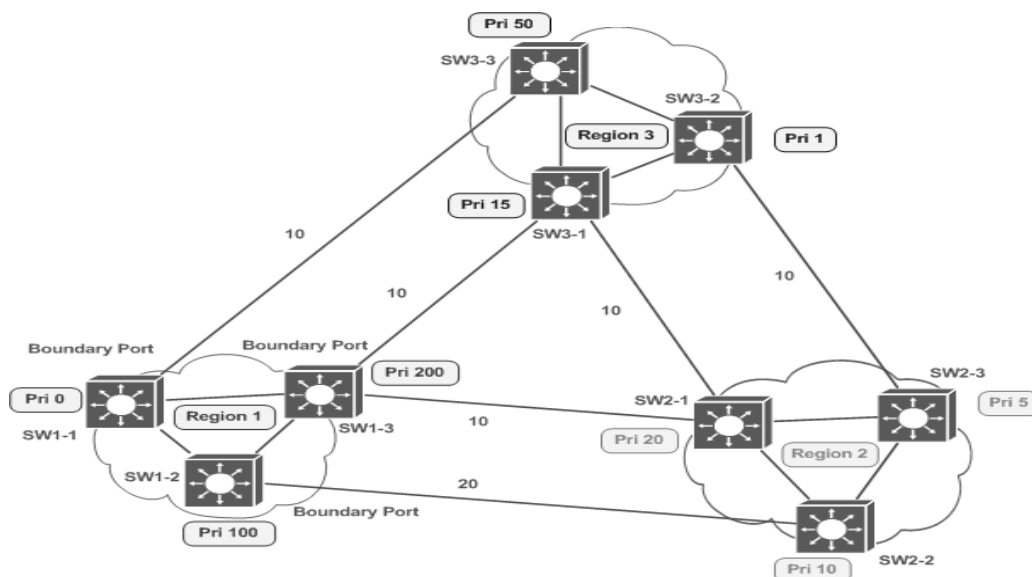 Pri 50
SW3-3
SW3-2
Region 3
Pri 1
Pri 15
SW3-1
10
10
10
10
Boundary Port
Boundary Port
Pri 200
SW2-3
Pri 0
Region 1
SW2-1
Pri 5
SW1-1
SW1-3
10
Pri 20
Region 2
SW1-2
20
Boundary Port
Pri 100
SW2-2
Pri 10